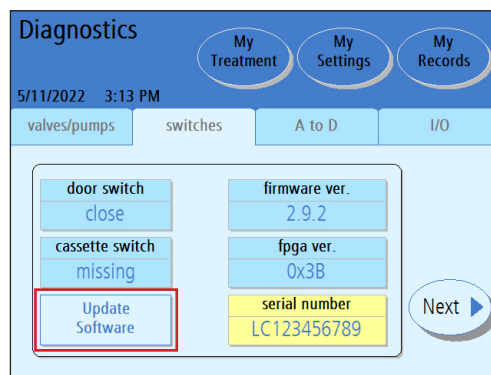 Diagnostics
My Treatment
My Settings
My Records
5/11/2022 3:13 PM
valves/pumps
switches
A to D
I/O
door switch
close
firmware ver.
2.9.2
cassette switch
missing
fpga ver.
0x3B
Update
Software
serial number
LC123456789
Next